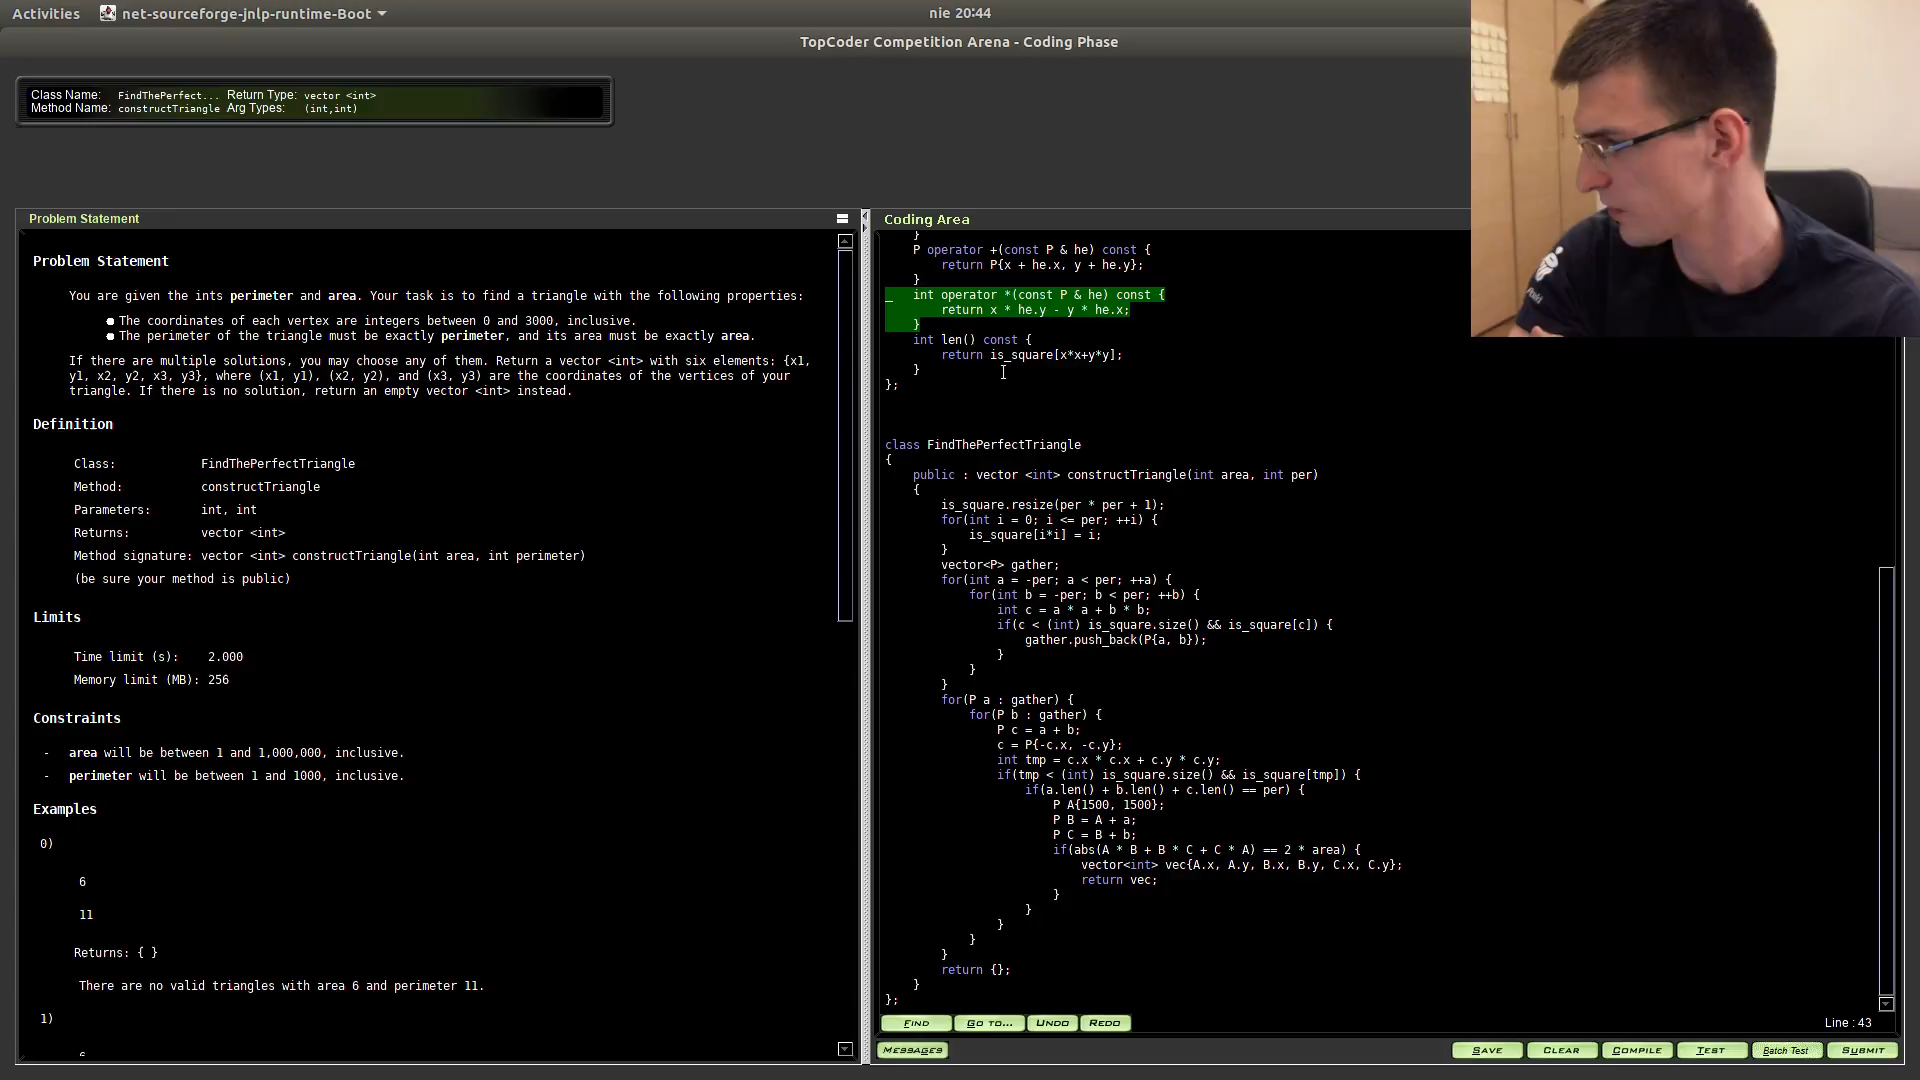 Activities
net-sourceforge-jnlp-runtime-Boot
nie 20:44
TopCoder Competition Arena - Coding Phase
Class Name: FindThePerfect... Return Type: vector <int>
Method Name: constructTriangle Arg Types: (int,int)
Problem Statement
Problem Statement
You are given the ints perimeter and area. Your task is to find a triangle with the following properties:
The coordinates of each vertex are integers between 0 and 3000, inclusive.
The perimeter of the triangle must be exactly perimeter, and its area must be exactly area.
If there are multiple solutions, you may choose any of them. Return a vector <int> with six elements: {x1,
y1, x2, y2, x3, y3}, where (x1, y1), (x2, y2), and (x3, y3) are the coordinates of the vertices of your
triangle. If there is no solution, return an empty vector <int> instead.
Definition
Class: FindThePerfectTriangle
Method: constructTriangle
Parameters: int, int
Returns: vector <int>
Method signature: vector <int> constructTriangle(int area, int perimeter)
(be sure your method is public)
Limits
Time limit (s): 2.000
Memory limit (MB): 256
Constraints
- area will be between 1 and 1,000,000, inclusive.
- perimeter will be between 1 and 1000, inclusive.
Examples
0)
6
11
Returns: { }
There are no valid triangles with area 6 and perimeter 11.
1)
Coding Area
}
P operator +(const P & he) const {
return P{x + he.x, y + he.y};
}
int operator *(const P & he) const {
return x * he.y - y * he.x;
}
int len() const {
return is_square[x*x+y*y];
}
};
class FindThePerfectTriangle
{
public : vector <int> constructTriangle(int area, int per)
{
is_square.resize(per * per + 1);
for(int i = 0; i <= per; ++i) {
is_square[i*i] = i;
}
vector<P> gather;
for(int a = -per; a < per; ++a) {
for(int b = -per; b < per; ++b) {
int c = a * a + b * b;
if(c < (int) is_square.size() && is_square[c]) {
gather.push_back(P{a, b});
}
}
}
for(P a : gather) {
for(P b : gather) {
P c = a + b;
c = P{-c.x, -c.y};
int tmp = c.x * c.x + c.y * c.y;
if(tmp < (int) is_square.size() && is_square[tmp]) {
if(a.len() + b.len() + c.len() == per) {
P A{1500, 1500};
P B = A + a;
P C = B + b;
if(abs(A * B + B * C + C * A) == 2 * area) {
vector<int> vec{A.x, A.y, B.x, B.y, C.x, C.y};
return vec;
}
}
}
}
}
return {};
}
};
FIND
GO TO...
UNDO
REDO
Line : 43
MESSAGES
SAVE
CLEAR
COMPILE
TEST
Batch Test
SUBMIT